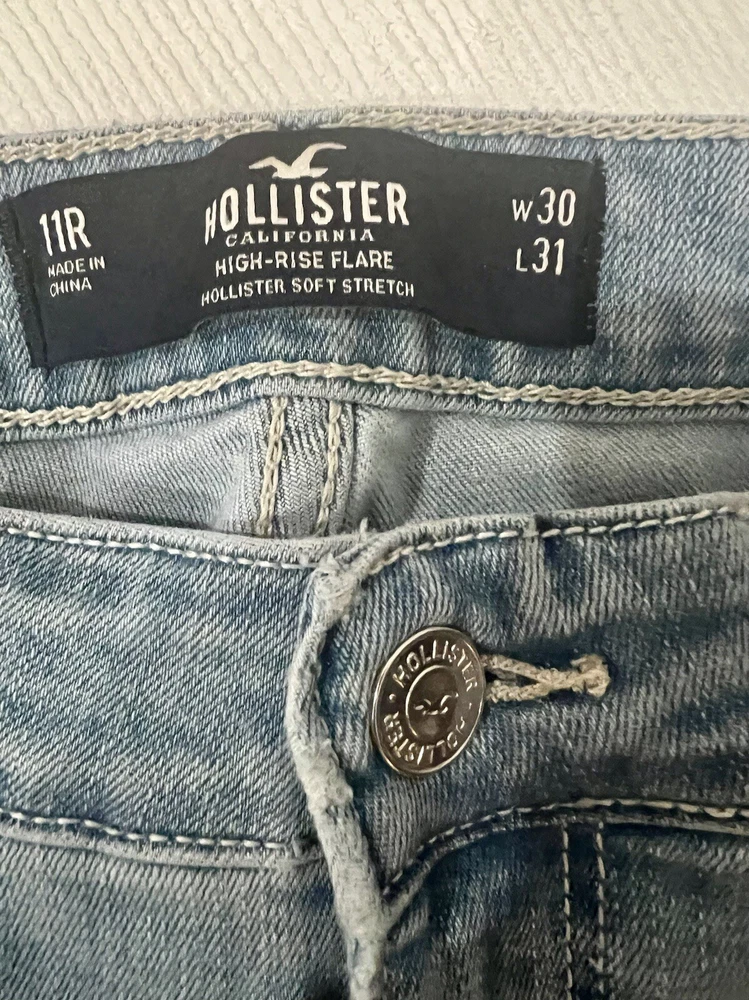 11R
MADE IN
CHINA
HOLLISTER
CALIFORNIA
HIGH-RISE FLARE
HOLLISTER SOFT STRETCH
W30
L31
HOLLISTER
HOLLISTER